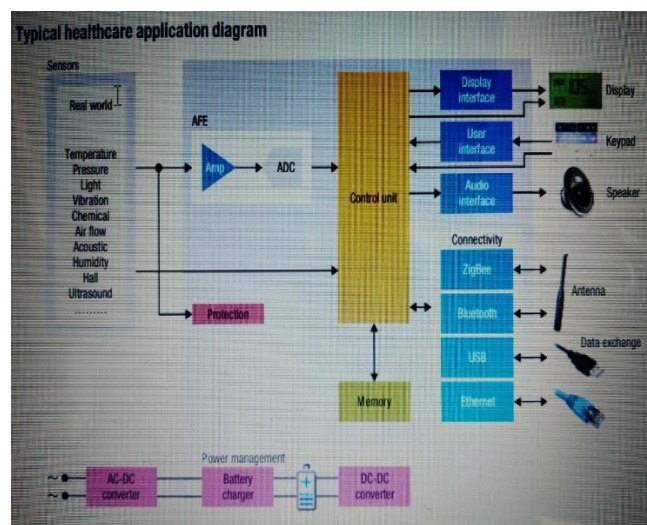 Typical healthcare application diagram
Sensors
Real world
Temperature
Pressure
Light
Vibration
Chemical
Air flow
Acoustic
Humidity
Hall
Ultrasound
..........
AFE
Amp
ADC
Protection
Control unit
Memory
Display
interface
User
interface
Audio
interface
Display
Keypad
Speaker
Connectivity
ZigBee
Bluetooth
USB
Ethernet
Antenna
Data exchange
Power management
AC-DC
converter
Battery
charger
DC-DC
converter